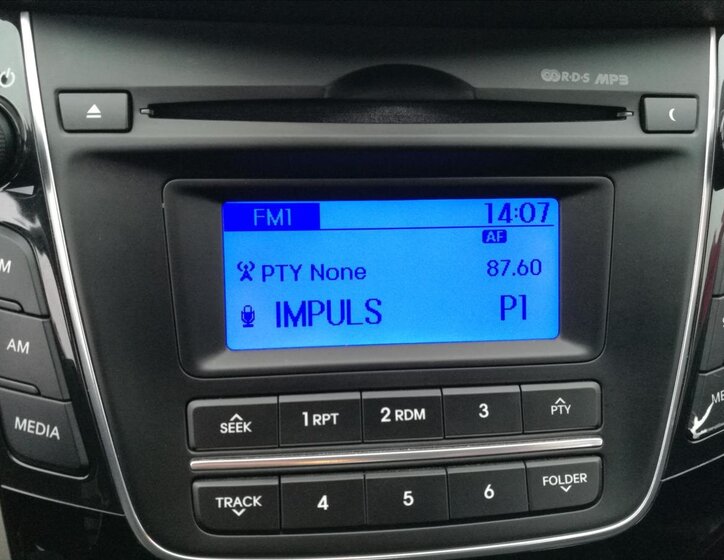 R·D·S MP3
FM1 14:07
AF
PTY None 87.60
IMPULS P1
M
AM
MEDIA
ME
SEEK 1 RPT 2 RDM 3 PTY
TRACK 4 5 6 FOLDER